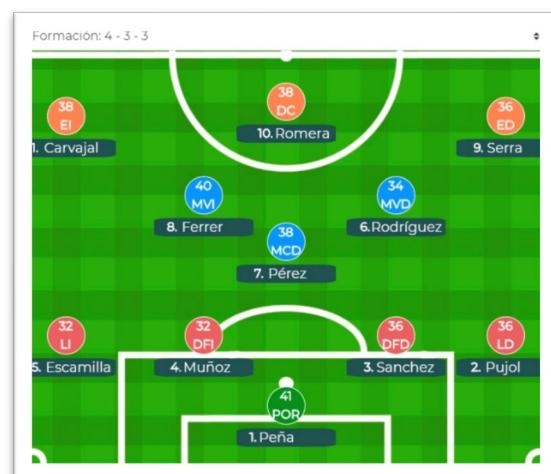 Formación: 4 - 3 - 3
38
EI
1. Carvajal
38
DC
10. Romera
36
ED
9. Serra
40
MVI
8. Ferrer
34
MVD
6. Rodríguez
38
MCD
7. Pérez
32
LI
5. Escamilla
32
DFI
4. Muñoz
36
DFD
3. Sanchez
36
LD
2. Pujol
41
POR
1. Peña